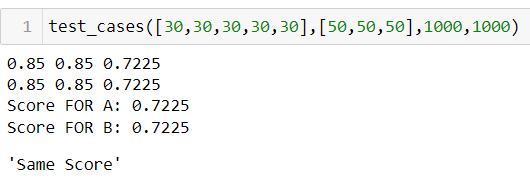 1 test_cases([30,30,30,30,30],[50,50,50],1000,1000)
0.85 0.85 0.7225
0.85 0.85 0.7225
Score FOR A: 0.7225
Score FOR B: 0.7225
'Same Score'